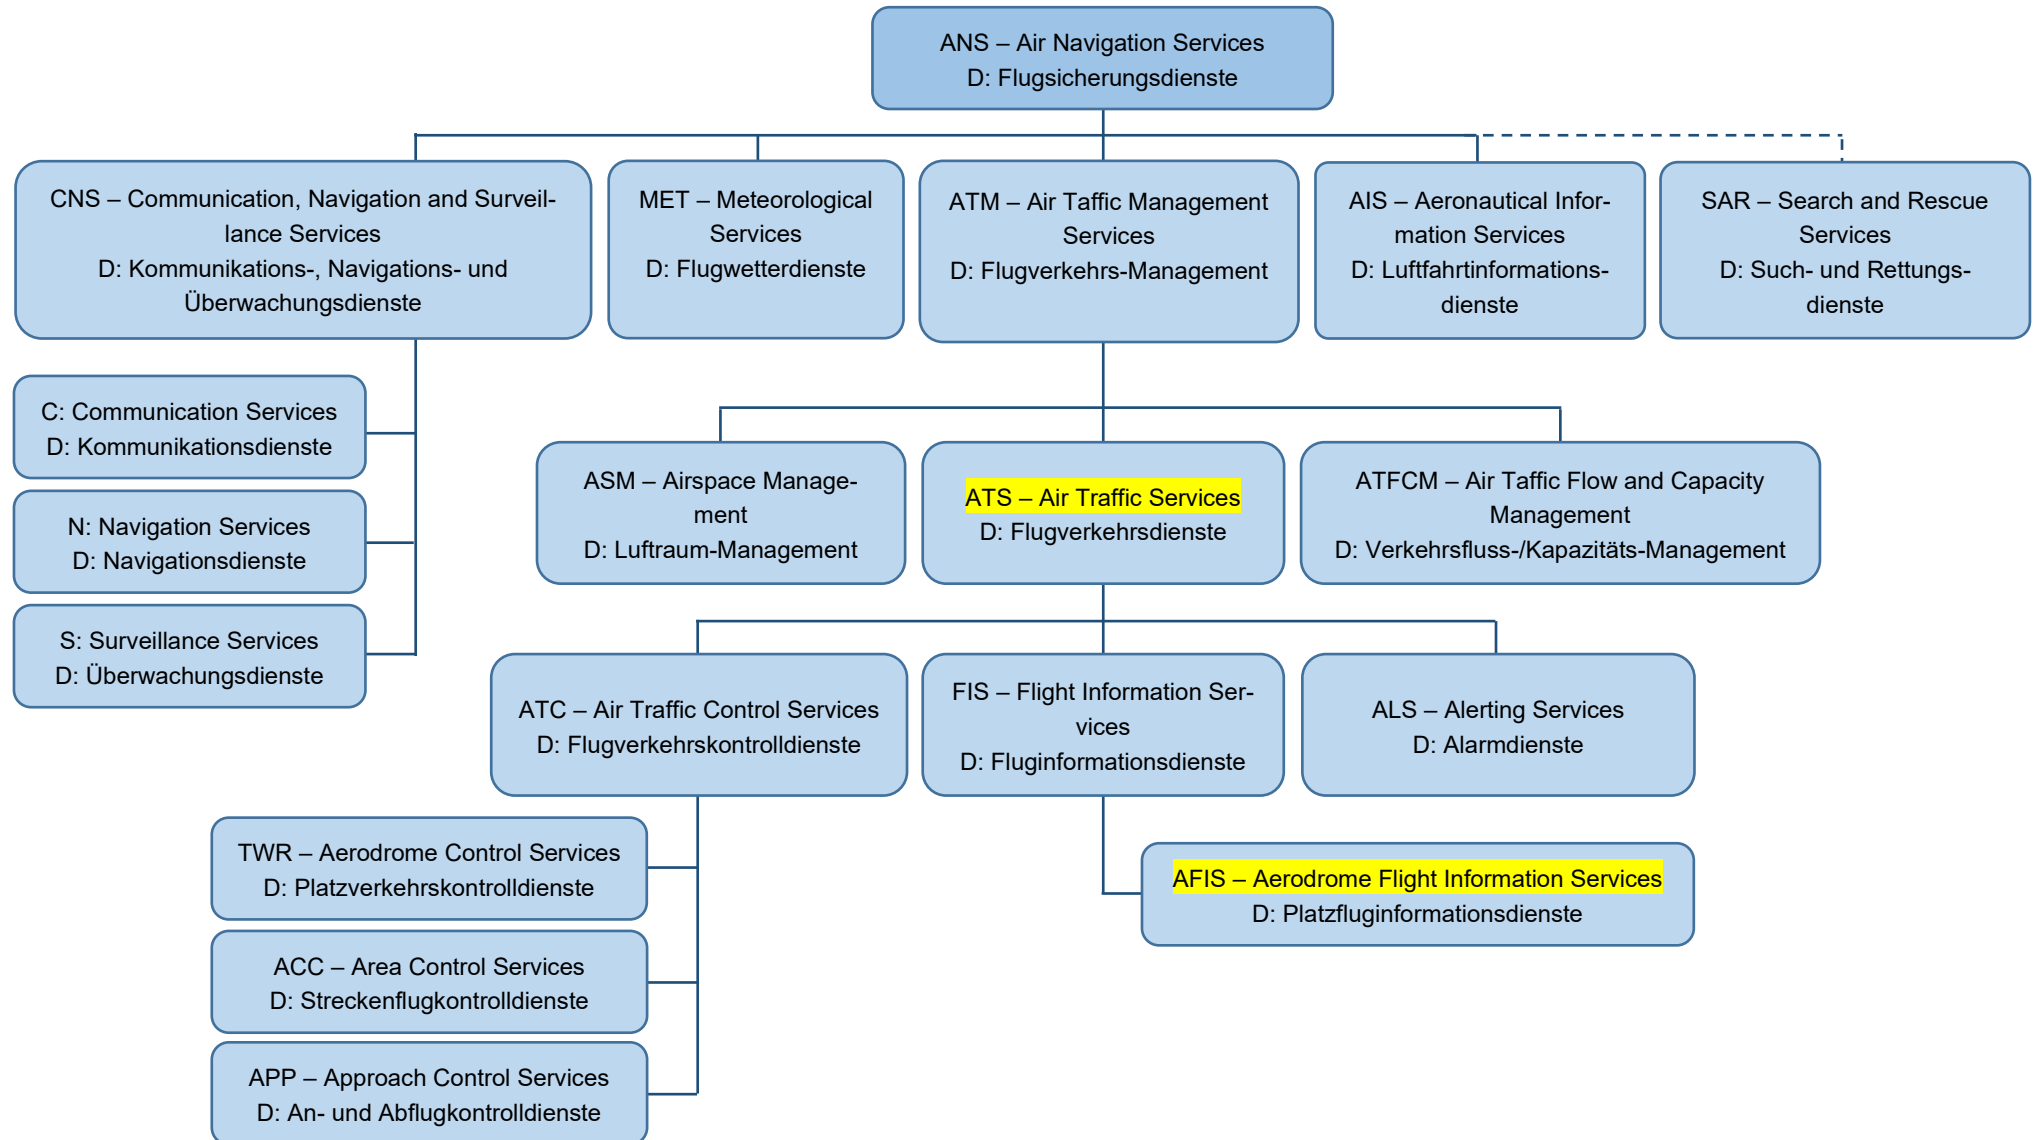 ANS – Air Navigation Services
D: Flugsicherungsdienste
CNS – Communication, Navigation and Surveil-
lance Services
D: Kommunikations-, Navigations- und
Überwachungsdienste
MET – Meteorological
Services
D: Flugwetterdienste
ATM – Air Taffic Management
Services
D: Flugverkehrs-Management
AIS – Aeronautical Infor-
mation Services
D: Luftfahrtinformations-
dienste
SAR – Search and Rescue
Services
D: Such- und Rettungs-
dienste
C: Communication Services
D: Kommunikationsdienste
N: Navigation Services
D: Navigationsdienste
S: Surveillance Services
D: Überwachungsdienste
ASM – Airspace Manage-
ment
D: Luftraum-Management
ATS – Air Traffic Services
D: Flugverkehrsdienste
ATFCM – Air Taffic Flow and Capacity
Management
D: Verkehrsfluss-/Kapazitäts-Management
ATC – Air Traffic Control Services
D: Flugverkehrskontrolldienste
FIS – Flight Information Ser-
vices
D: Fluginformationsdienste
ALS – Alerting Services
D: Alarmdienste
TWR – Aerodrome Control Services
D: Platzverkehrskontrolldienste
ACC – Area Control Services
D: Streckenflugkontrolldienste
APP – Approach Control Services
D: An- und Abflugkontrolldienste
AFIS – Aerodrome Flight Information Services
D: Platzfluginformationsdienste